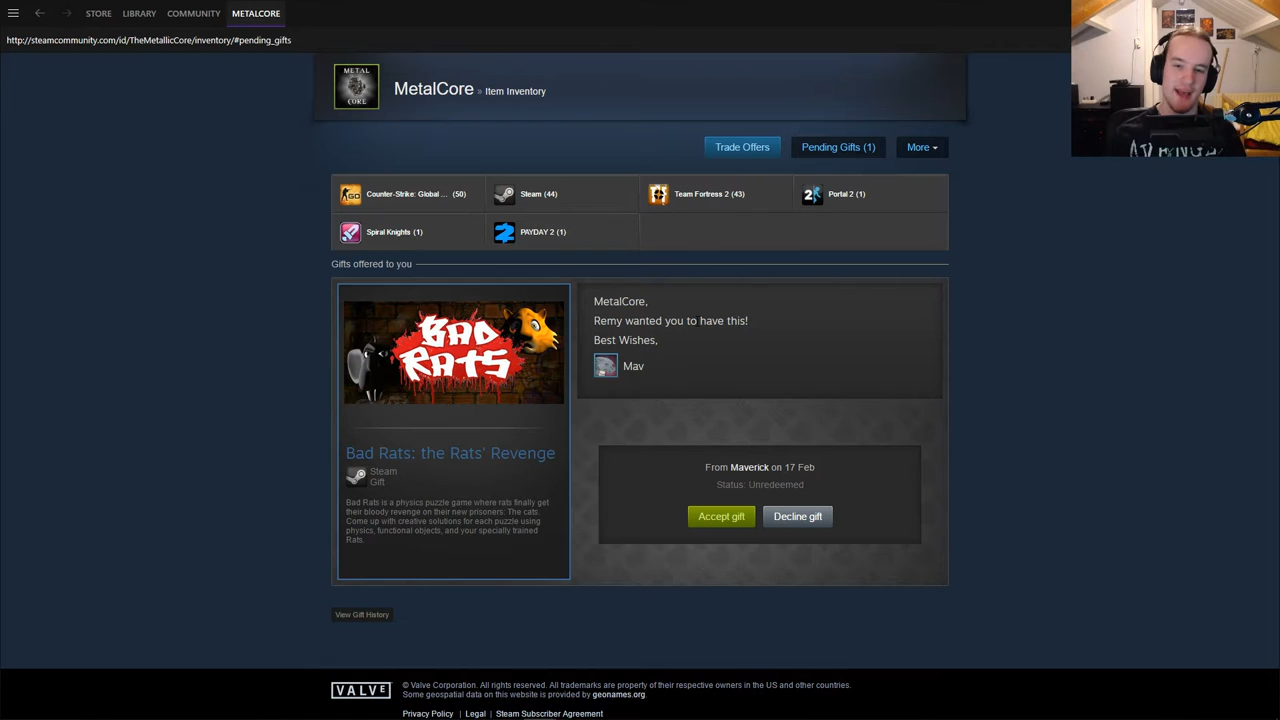 STORE LIBRARY COMMUNITY METALCORE
http://steamcommunity.com/id/TheMetallicCore/inventory/#pending_gifts
METAL
CORE
MetalCore » Item Inventory
Trade Offers Pending Gifts (1) More
Counter-Strike: Global ... (50) Steam (44) Team Fortress 2 (43) Portal 2 (1)
Spiral Knights (1) PAYDAY 2 (1)
Gifts offered to you
BAD
RATS
MetalCore,
Remy wanted you to have this!
Best Wishes,
Mav
Bad Rats: the Rats' Revenge
Steam
Gift
Bad Rats is a physics puzzle game where rats finally get
their bloody revenge on their new prisoners: The cats.
Come up with creative solutions for each puzzle using
physics, functional objects, and your specially trained
Rats.
From Maverick on 17 Feb
Status: Unredeemed
Accept gift Decline gift
View Gift History
VALVE
© Valve Corporation. All rights reserved. All trademarks are property of their respective owners in the US and other countries.
Some geospatial data on this website is provided by geonames.org.
Privacy Policy | Legal | Steam Subscriber Agreement